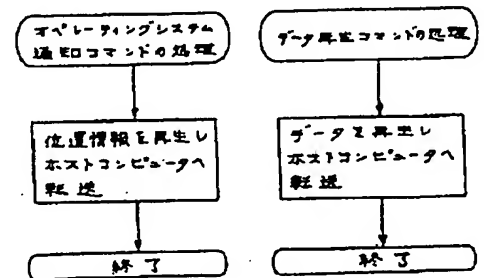 オペレーティングシステム
通知コマンドの処理
位置情報を再生し
ホストコンピュータへ
転送
終了
データ再生コマンドの処理
データを再生し
ホストコンピュータへ
転送
終了